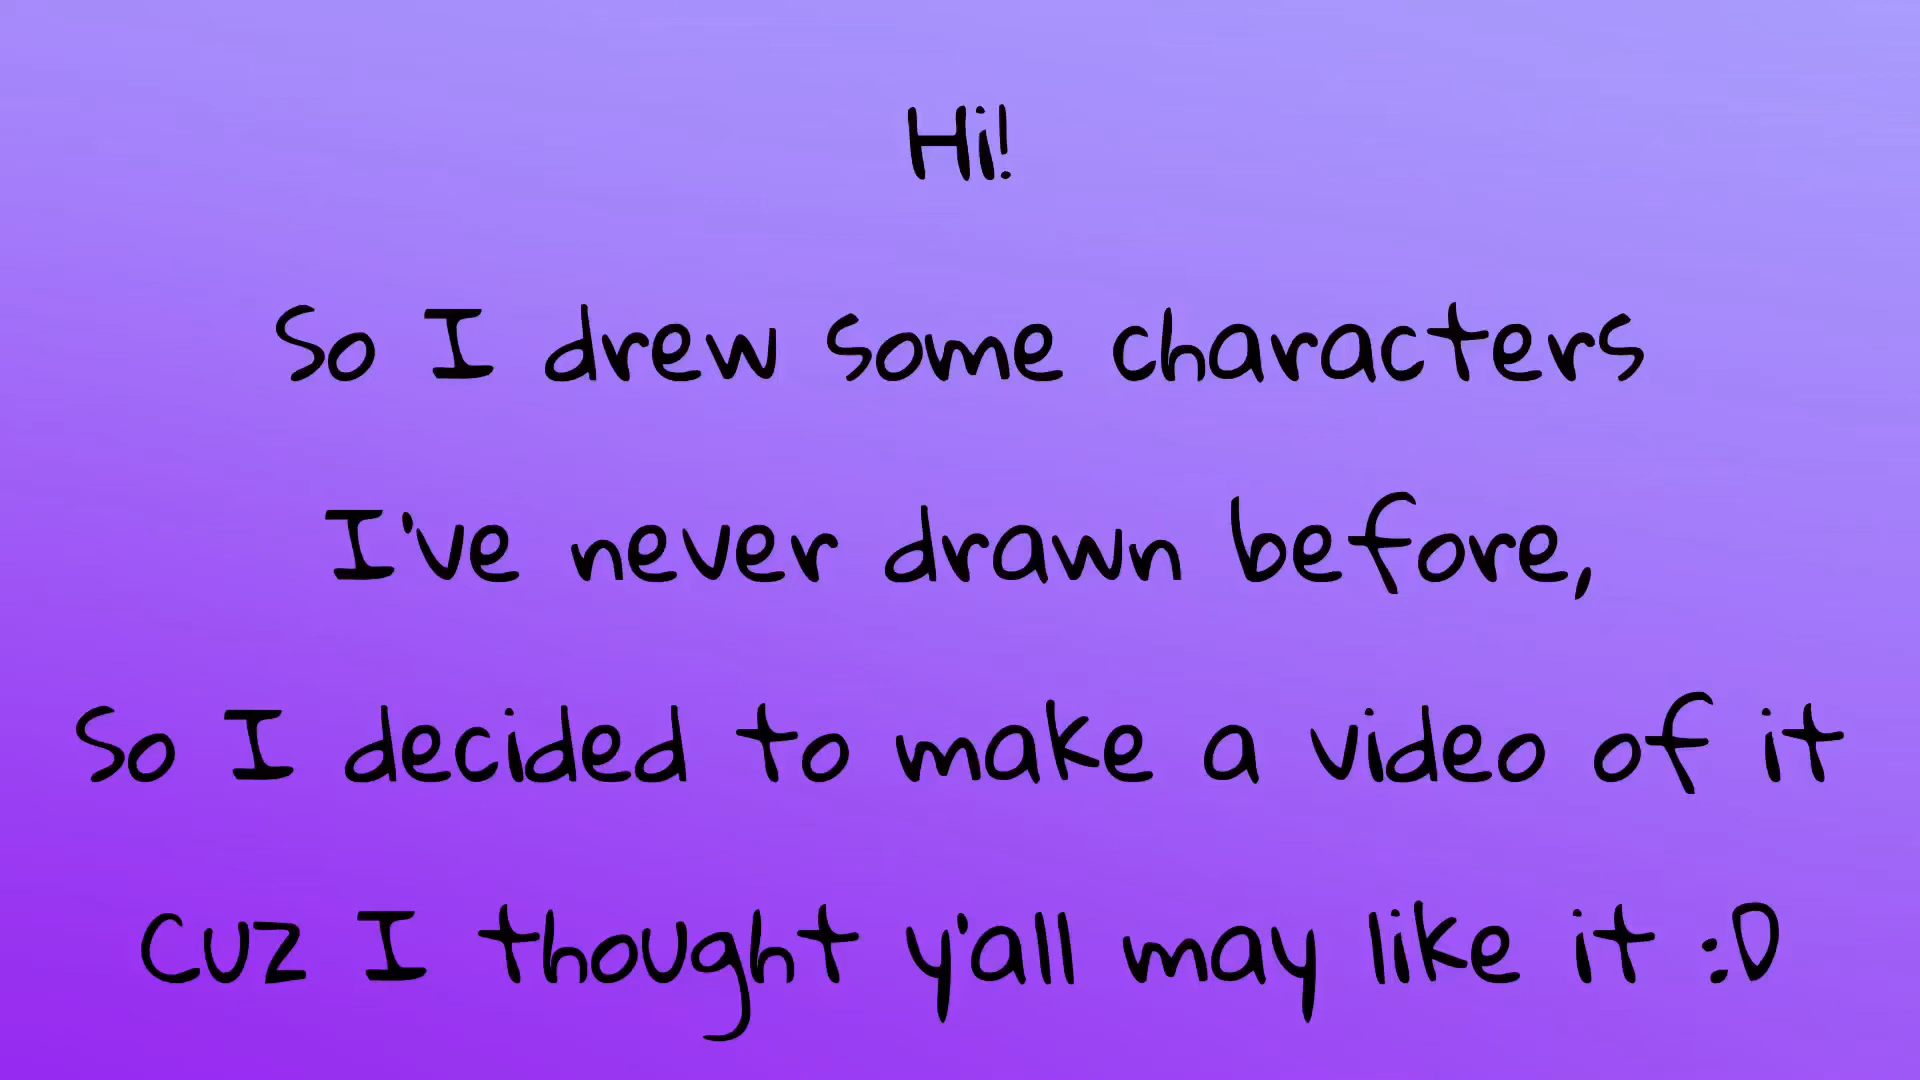 Hi!
So I drew some characters
I've never drawn before,
So I decided to make a video of it
cuz I thought y'all may like it :D